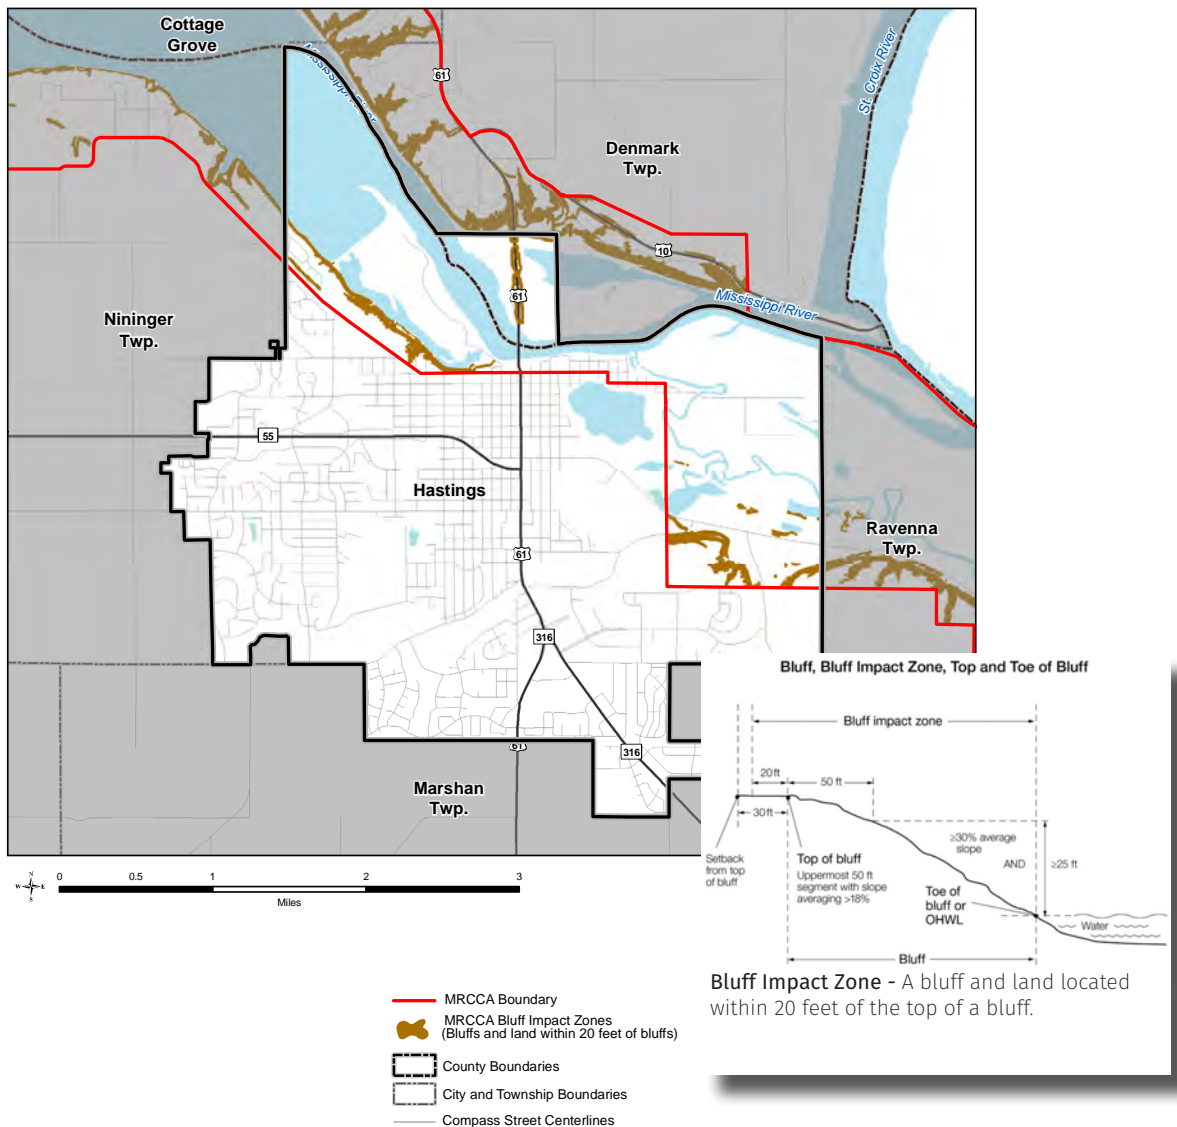 Cottage
Grove
Mississippi River
61
St. Croix River
Denmark
Twp.
10
61
Mississippi River
Nininger
Twp.
55
Hastings
Ravenna
Twp.
61
316
61
316
Marshan
Twp.
N
W E
S
0 0.5 1 2 3
Miles
Bluff, Bluff Impact Zone, Top and Toe of Bluff
Bluff impact zone
20 ft
50 ft
30 ft
≥30% average
slope
AND
≥25 ft
Setback
from top
of bluff
Top of bluff
Uppermost 50 ft
segment with slope
averaging >18%
Toe of
bluff or
OHWL
Water
Bluff
Bluff Impact Zone - A bluff and land located
within 20 feet of the top of a bluff.
MRCCA Boundary
MRCCA Bluff Impact Zones
(Bluffs and land within 20 feet of bluffs)
County Boundaries
City and Township Boundaries
Compass Street Centerlines